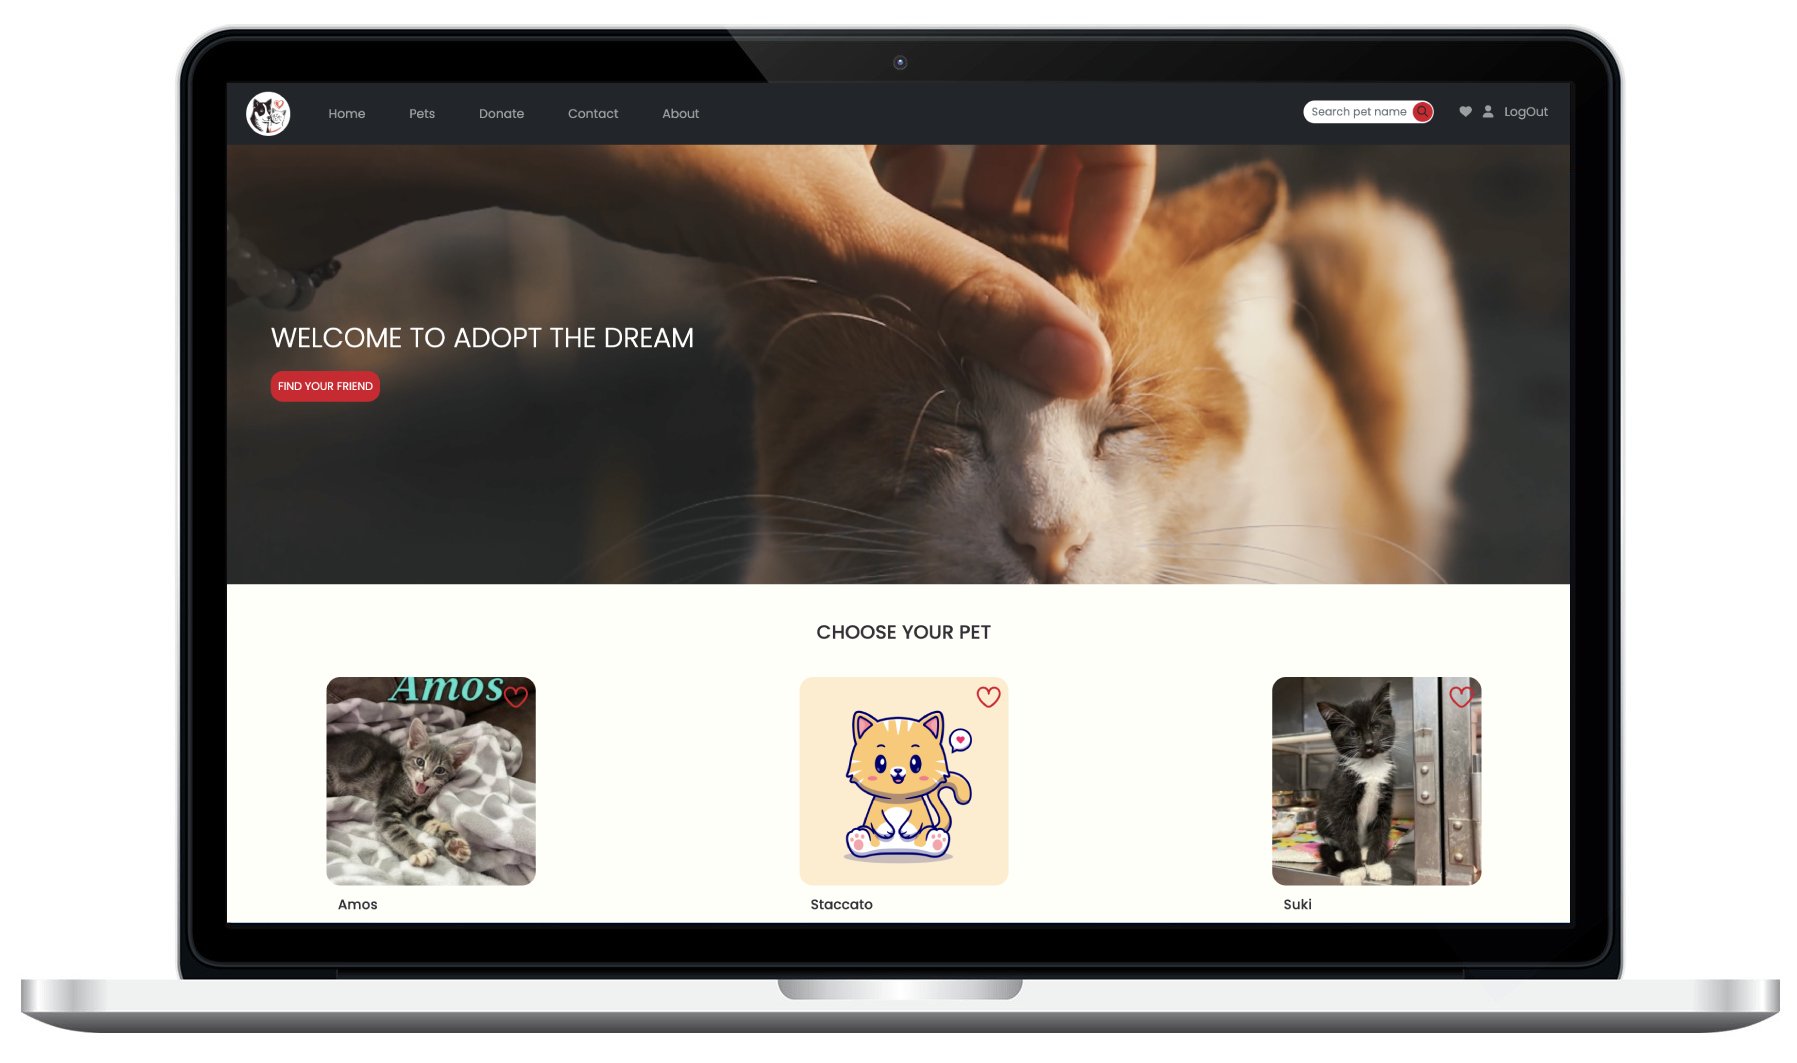 Home Pets Donate Contact About Search pet name LogOut
WELCOME TO ADOPT THE DREAM
FIND YOUR FRIEND
CHOOSE YOUR PET
Amos
Amos Staccato Suki